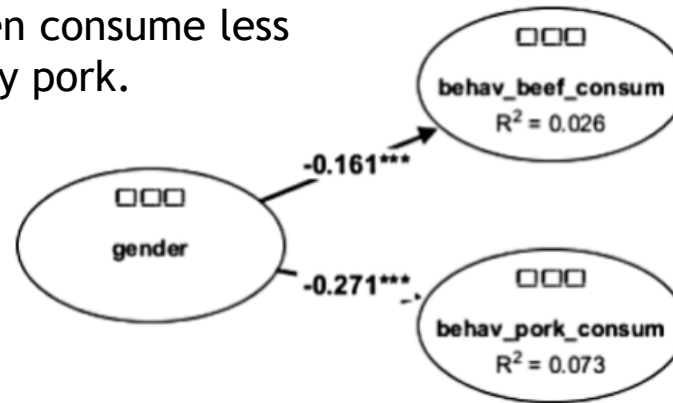 en consume less
y pork.
behav_beef_consum
R² = 0.026
-0.161***
gender
-0.271***
behav_pork_consum
R² = 0.073